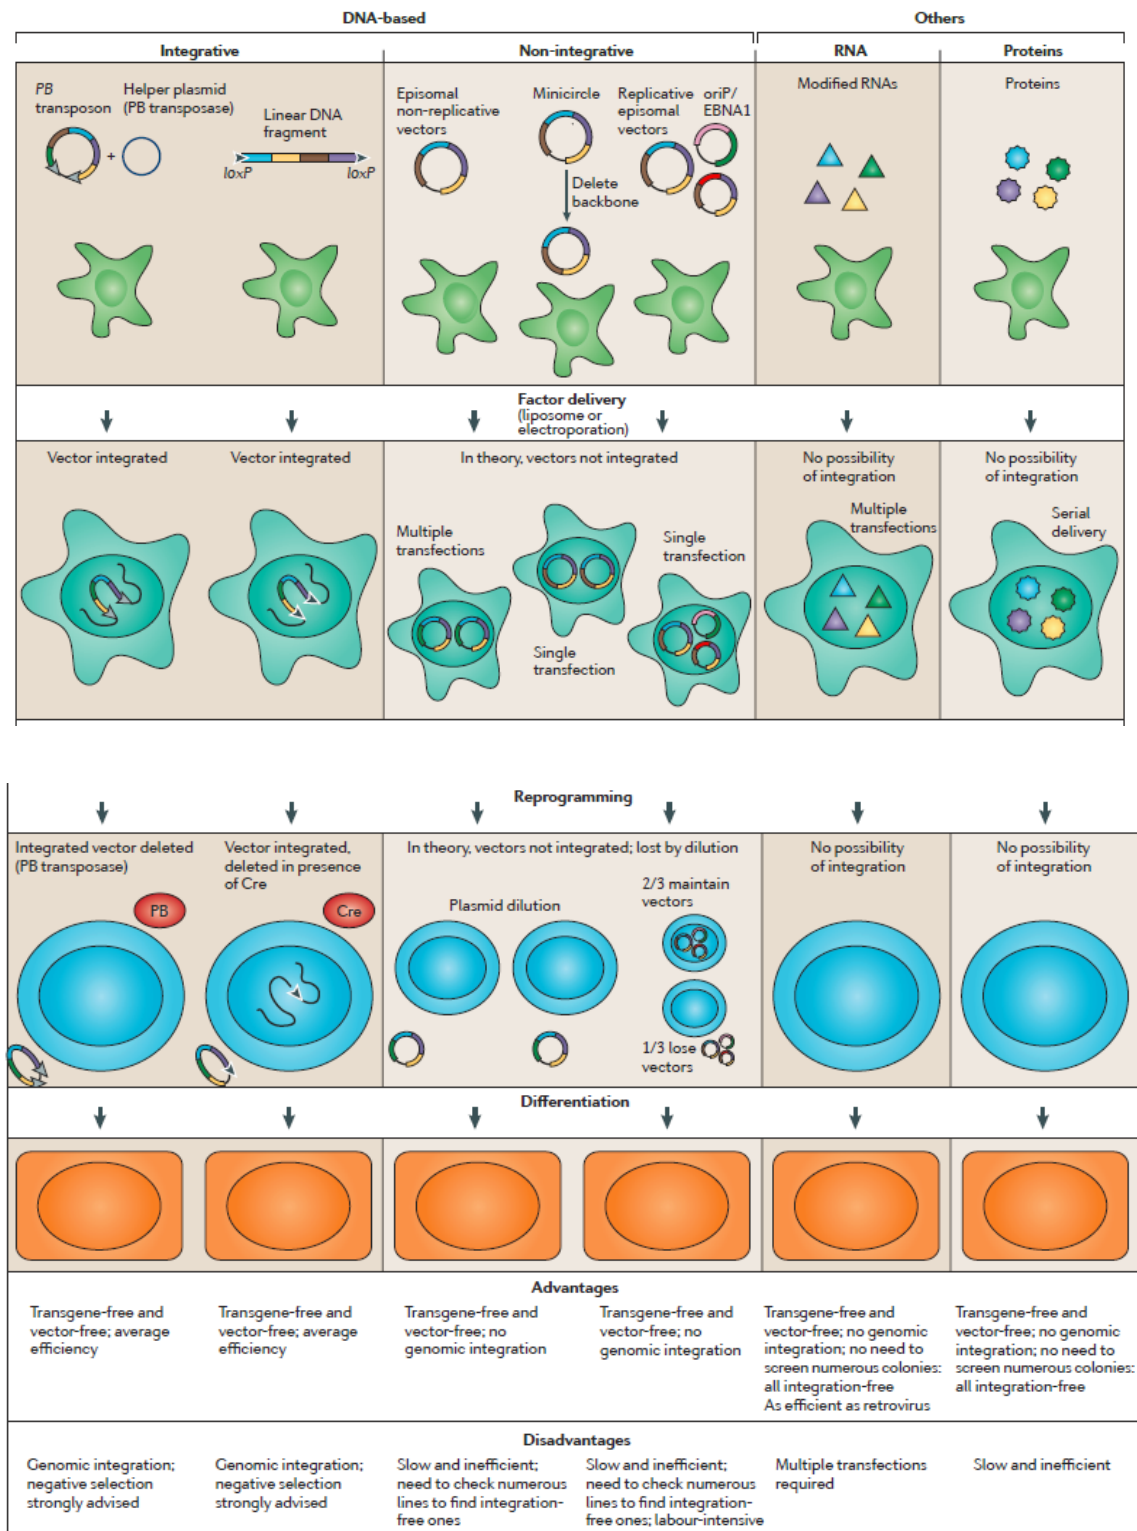 DNA-based
Others
Integrative
Non-integrative
RNA
Proteins
PB
transposon
+
Helper plasmid
(PB transposase)
Linear DNA
fragment
loxP
loxP
Episomal
non-replicative
vectors
Minicircle
Delete
backbone
Replicative
episomal
vectors
oriP/
EBNA1
Modified RNAs
Proteins
Factor delivery
(liposome or
electroporation)
Vector integrated
Vector integrated
In theory, vectors not integrated
Multiple
transfections
Single
transfection
Single
transfection
No possibility
of integration
Multiple
transfections
No possibility
of integration
Serial
delivery
Reprogramming
Integrated vector deleted
(PB transposase)
PB
Vector integrated,
deleted in presence
of Cre
Cre
In theory, vectors not integrated; lost by dilution
Plasmid dilution
2/3 maintain
vectors
1/3 lose
vectors
No possibility
of integration
No possibility
of integration
Differentiation
Advantages
Transgene-free and
vector-free; average
efficiency
Transgene-free and
vector-free; average
efficiency
Transgene-free and
vector-free; no
genomic integration
Transgene-free and
vector-free; no
genomic integration
Transgene-free and
vector-free; no genomic
integration; no need to
screen numerous colonies:
all integration-free
As efficient as retrovirus
Transgene-free and
vector-free; no genomic
integration; no need to
screen numerous colonies:
all integration-free
Disadvantages
Genomic integration;
negative selection
strongly advised
Genomic integration;
negative selection
strongly advised
Slow and inefficient;
need to check numerous
lines to find integration-
free ones
Slow and inefficient;
need to check numerous
lines to find integration-
free ones; labour-intensive
Multiple transfections
required
Slow and inefficient